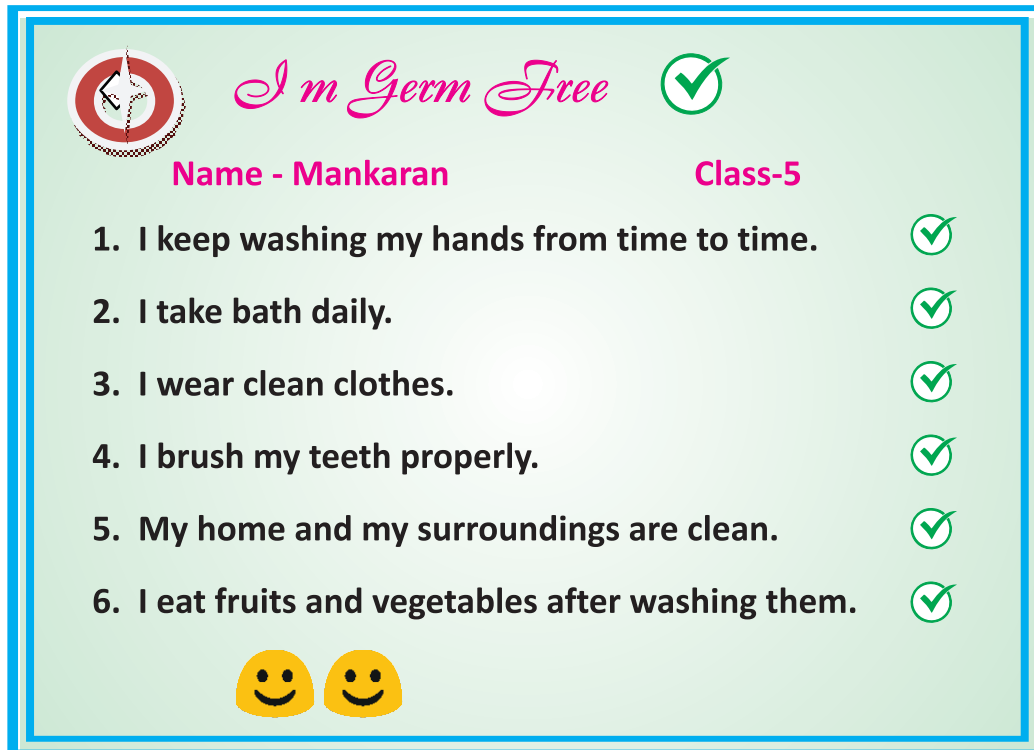 I m Germ Free
Name - Mankaran Class-5
1. I keep washing my hands from time to time.
2. I take bath daily.
3. I wear clean clothes.
4. I brush my teeth properly.
5. My home and my surroundings are clean.
6. I eat fruits and vegetables after washing them.